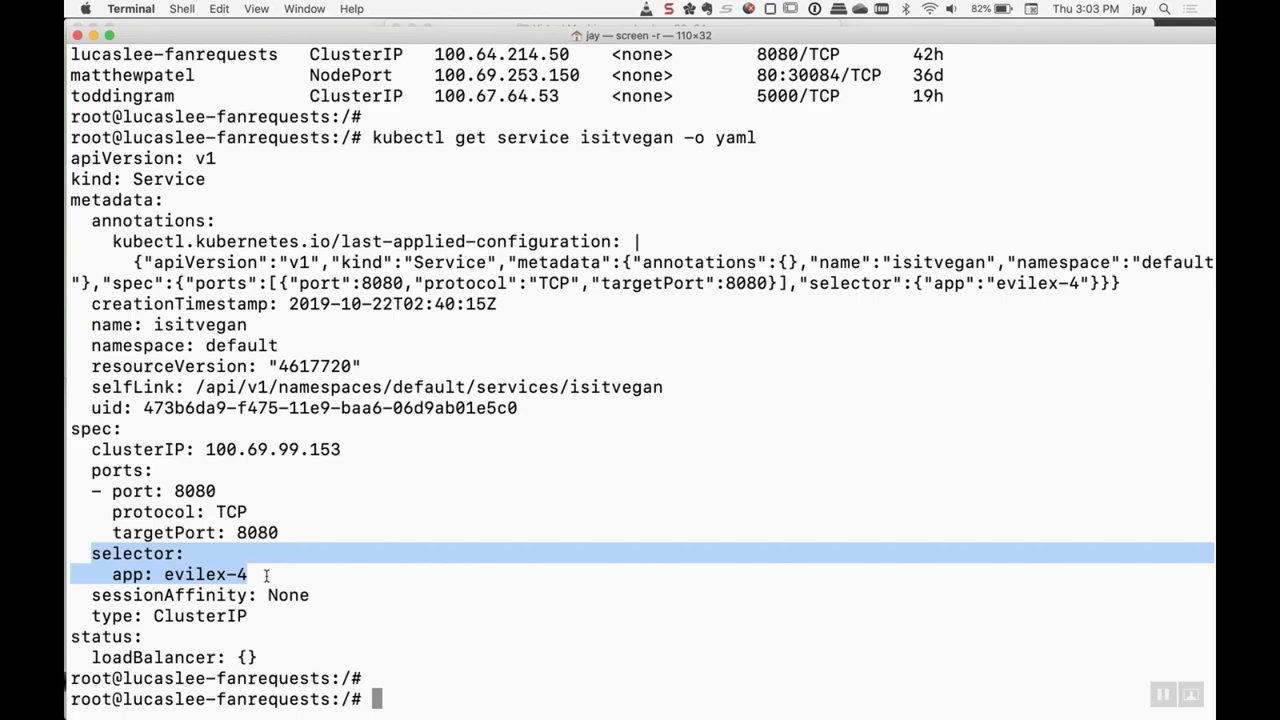 Terminal Shell Edit View Window Help 82% Thu 3:03 PM jay
jay — screen -r — 110×32
lucaslee-fanrequests ClusterIP 100.64.214.50 <none> 8080/TCP 42h
matthewpatel NodePort 100.69.253.150 <none> 80:30084/TCP 36d
toddingram ClusterIP 100.67.64.53 <none> 5000/TCP 19h
root@lucaslee-fanrequests:/#
root@lucaslee-fanrequests:/# kubectl get service isitvegan -o yaml
apiVersion: v1
kind: Service
metadata:
  annotations:
    kubectl.kubernetes.io/last-applied-configuration: |
      {"apiVersion":"v1","kind":"Service","metadata":{"annotations":{},"name":"isitvegan","namespace":"default
"},"spec":{"ports":[{"port":8080,"protocol":"TCP","targetPort":8080}],"selector":{"app":"evilex-4"}}}
  creationTimestamp: 2019-10-22T02:40:15Z
  name: isitvegan
  namespace: default
  resourceVersion: "4617720"
  selfLink: /api/v1/namespaces/default/services/isitvegan
  uid: 473b6da9-f475-11e9-baa6-06d9ab01e5c0
spec:
  clusterIP: 100.69.99.153
  ports:
  - port: 8080
    protocol: TCP
    targetPort: 8080
  selector:
    app: evilex-4
  sessionAffinity: None
  type: ClusterIP
status:
  loadBalancer: {}
root@lucaslee-fanrequests:/#
root@lucaslee-fanrequests:/#